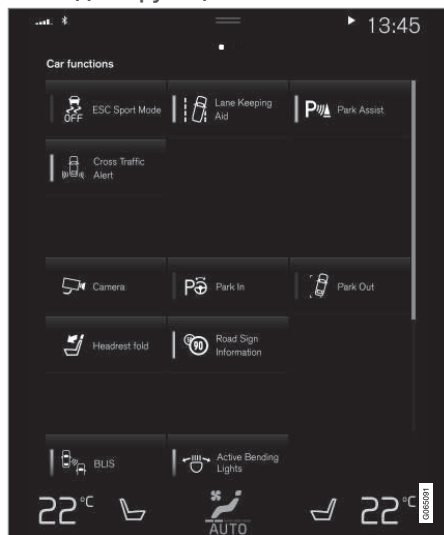 13:45
Car functions
OFF ESC Sport Mode
Lane Keeping
Aid
P Park Assist
Cross Traffic
Alert
Camera
P Park In
Park Out
Headrest fold
90 Road Sign
Information
BLIS
Active Bending
Lights
22°C
AUTO
22°C
G065091